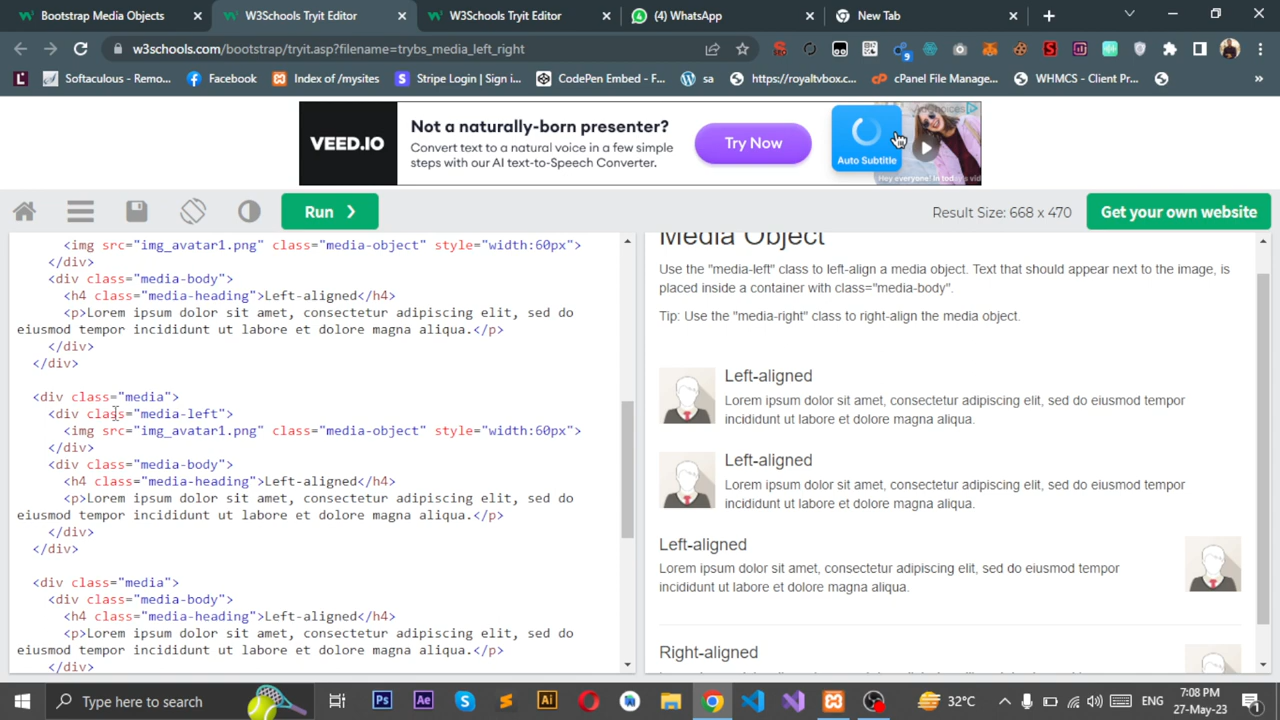 Bootstrap Media Objects
W3Schools Tryit Editor
W3Schools Tryit Editor
(4) WhatsApp
New Tab
w3schools.com/bootstrap/tryit.asp?filename=trybs_media_left_right
Softaculous - Remo...
Facebook
Index of /mysites
Stripe Login | Sign i...
CodePen Embed - F...
sa
https://royaltvbox.c...
cPanel File Manage...
WHMCS - Client Pr...
VEED.IO
Not a naturally-born presenter?
Convert text to a natural voice in a few simple
steps with our AI text-to-Speech Converter.
Try Now
Auto Subtitle
Hey everyone! In today's vid
Run
Result Size: 668 x 470
Get your own website
<img src="img_avatar1.png" class="media-object" style="width:60px">
</div>
<div class="media-body">
<h4 class="media-heading">Left-aligned</h4>
<p>Lorem ipsum dolor sit amet, consectetur adipiscing elit, sed do
eiusmod tempor incididunt ut labore et dolore magna aliqua.</p>
</div>
</div>
<div class="media">
<div class="media-left">
<img src="img_avatar1.png" class="media-object" style="width:60px">
</div>
<div class="media-body">
<h4 class="media-heading">Left-aligned</h4>
<p>Lorem ipsum dolor sit amet, consectetur adipiscing elit, sed do
eiusmod tempor incididunt ut labore et dolore magna aliqua.</p>
</div>
</div>
<div class="media">
<div class="media-body">
<h4 class="media-heading">Left-aligned</h4>
<p>Lorem ipsum dolor sit amet, consectetur adipiscing elit, sed do
eiusmod tempor incididunt ut labore et dolore magna aliqua.</p>
</div>
Media Object
Use the "media-left" class to left-align a media object. Text that should appear next to the image, is
placed inside a container with class="media-body".
Tip: Use the "media-right" class to right-align the media object.
Left-aligned
Lorem ipsum dolor sit amet, consectetur adipiscing elit, sed do eiusmod tempor
incididunt ut labore et dolore magna aliqua.
Left-aligned
Lorem ipsum dolor sit amet, consectetur adipiscing elit, sed do eiusmod tempor
incididunt ut labore et dolore magna aliqua.
Left-aligned
Lorem ipsum dolor sit amet, consectetur adipiscing elit, sed do eiusmod tempor
incididunt ut labore et dolore magna aliqua.
Right-aligned
Type here to search
32°C
ENG
7:08 PM
27-May-23